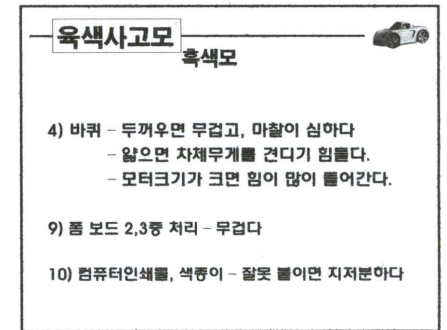 육색사고모
흑색모
4) 바퀴 – 두꺼우면 무겁고, 마찰이 심하다
– 얇으면 차체무게를 견디기 힘들다.
– 모터크기가 크면 힘이 많이 들어간다.
9) 폼 보드 2,3중 처리 – 무겁다
10) 컴퓨터인쇄물, 색종이 – 잘못 붙이면 지저분하다